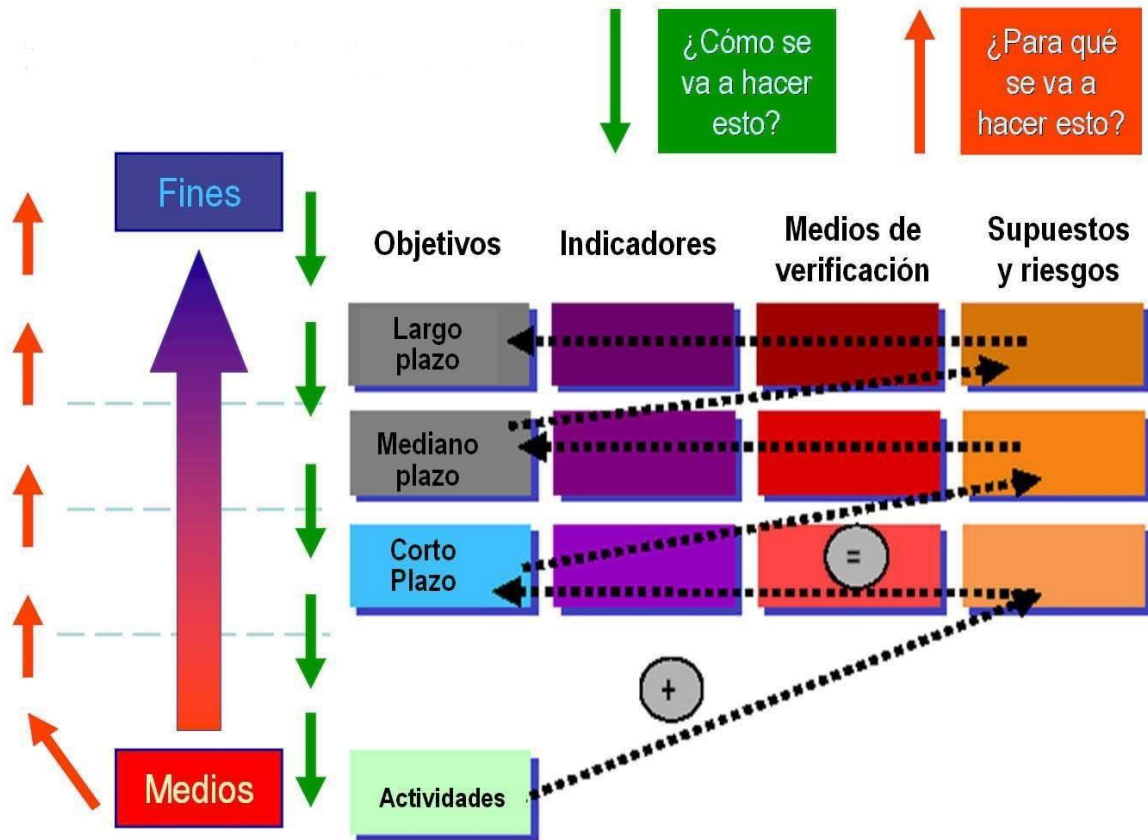 ¿Cómo se
va a hacer
esto?
¿Para qué
se va a
hacer esto?
Fines
Objetivos
Indicadores
Medios de
verificación
Supuestos
y riesgos
Largo
plazo
Mediano
plazo
Corto
Plazo
=
+
Medios
Actividades